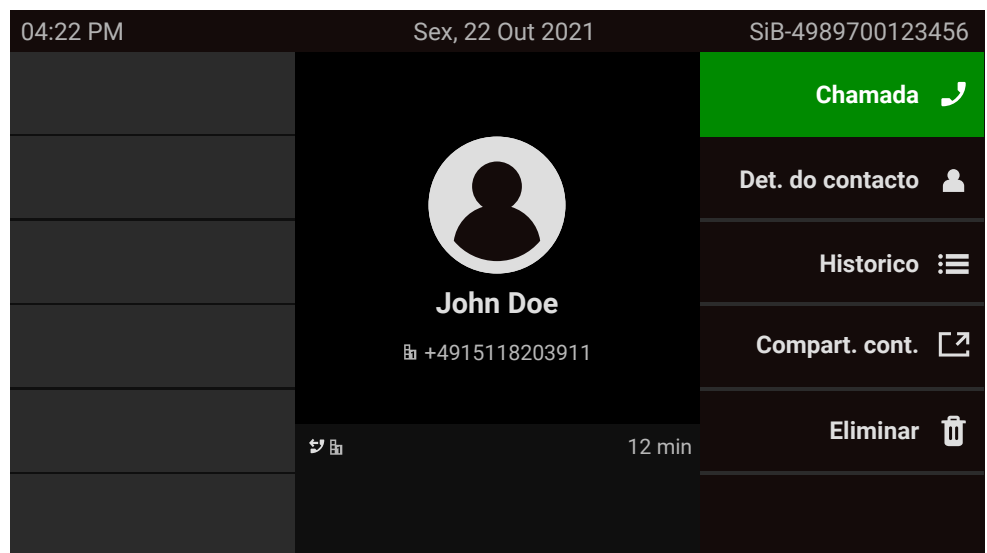 04:22 PM Sex, 22 Out 2021 SiB-4989700123456
Chamada
Det. do contacto
Historico
Compart. cont.
Eliminar
John Doe
+4915118203911
12 min